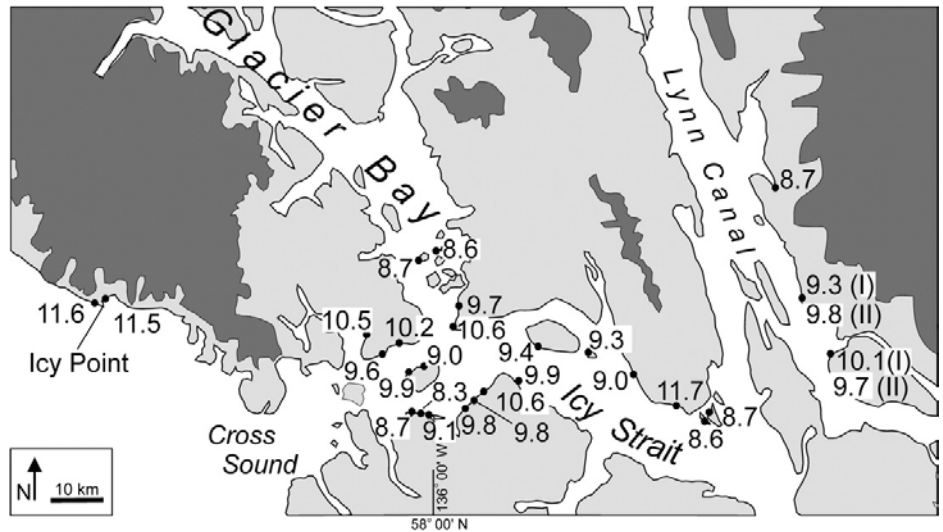 Glacier Bay
Lynn Canal
8.7
8.6
8.7
9.3 (I)
9.8 (II)
11.6
11.5
Icy Point
9.7
10.5
10.2
10.6
9.6
9.0
9.4
9.3
10.1(I)
9.7 (II)
9.9
9.9
9.0
8.3
10.6
11.7
8.7
8.7
9.1
9.8
9.8
8.6
Icy Strait
Cross
Sound
N
10 km
136° 00' W
58° 00' N